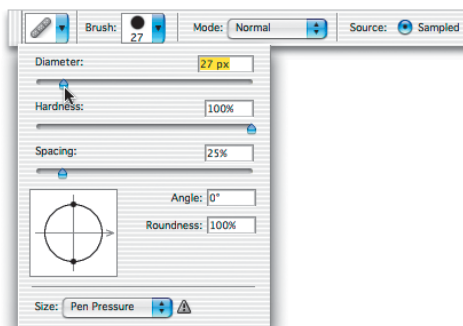 Brush: 27 Mode: Normal Source: Sampled
Diameter: 27 px
Hardness: 100%
Spacing: 25%
Angle: 0°
Roundness: 100%
Size: Pen Pressure